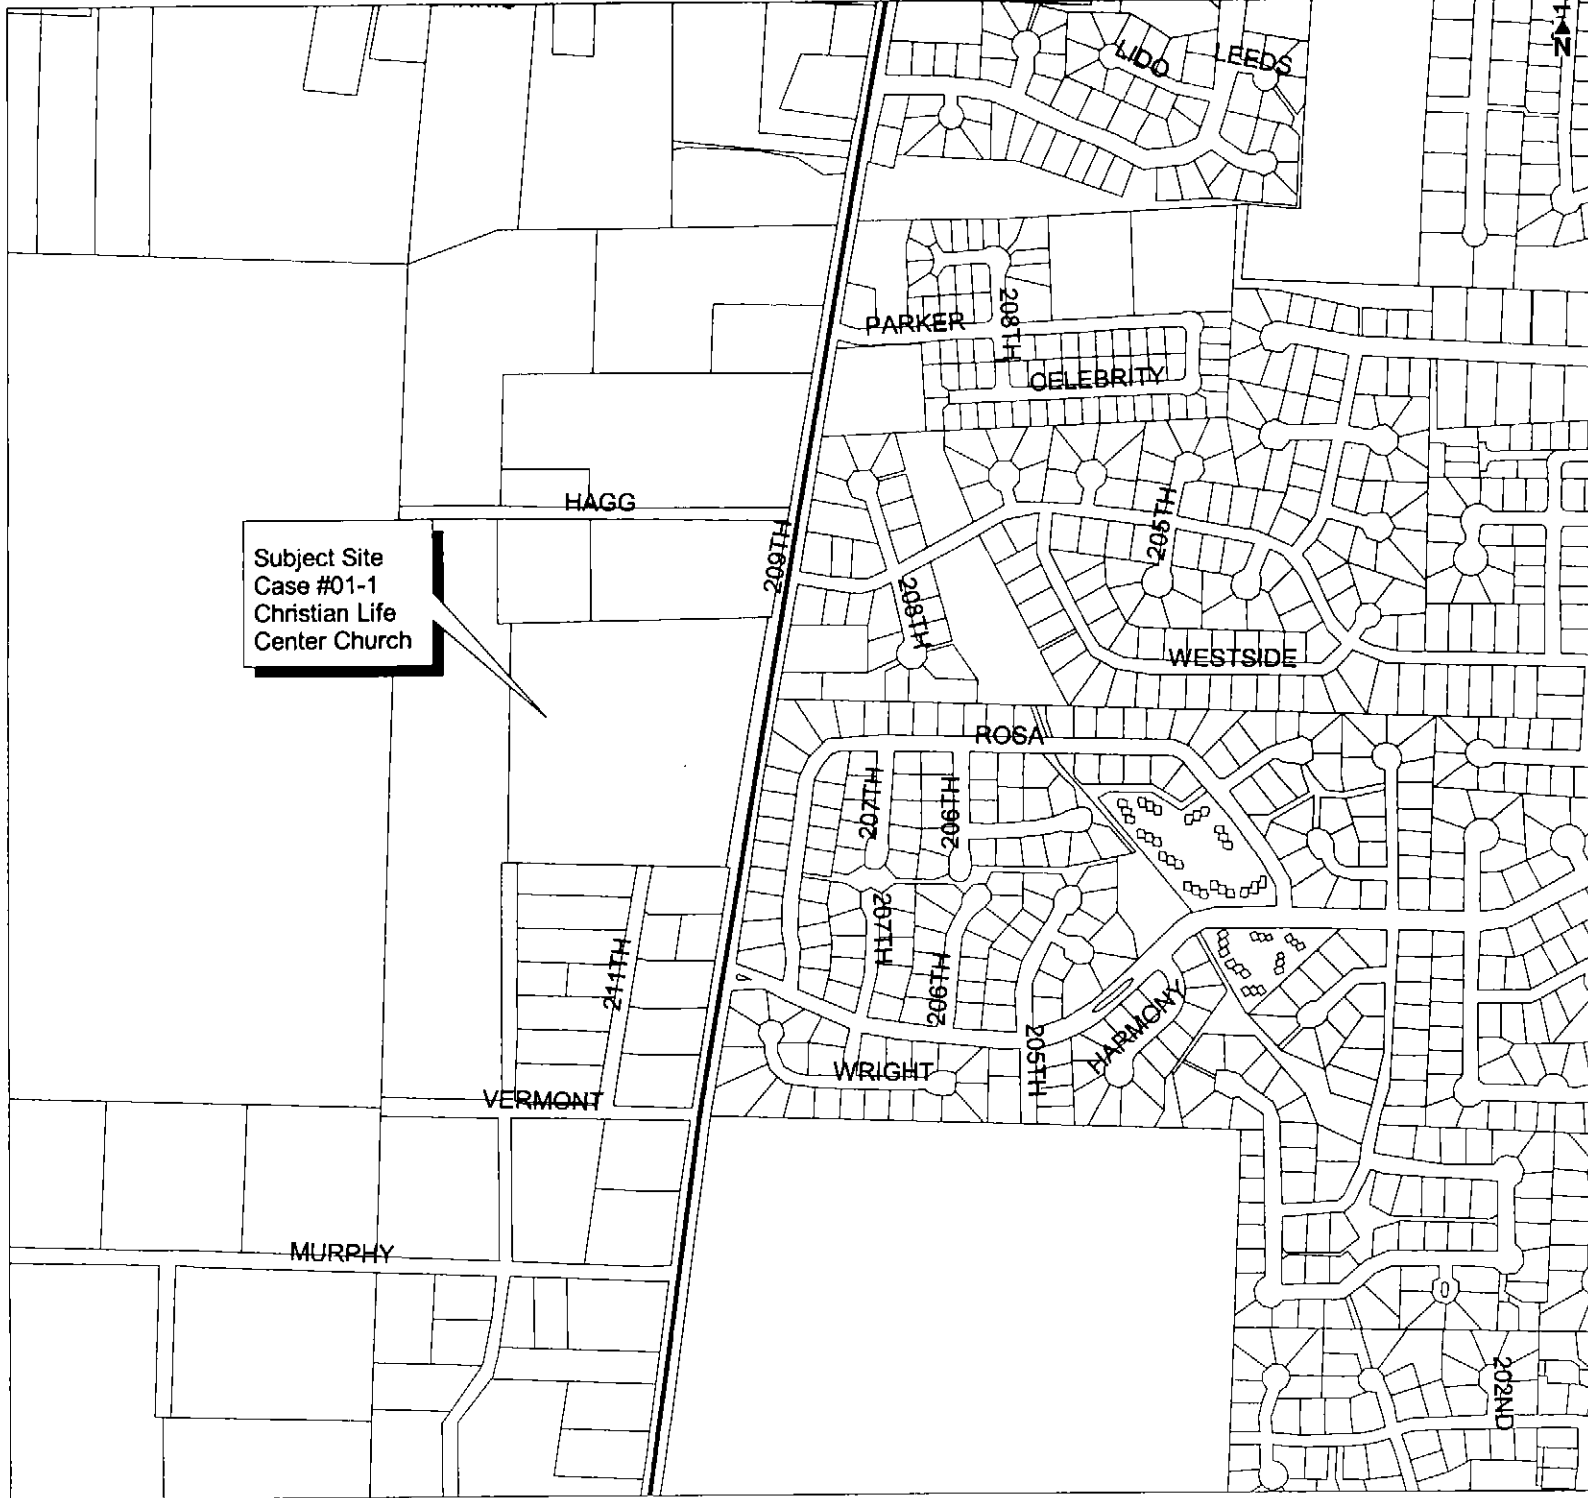 N
LIDO
LEEDS
PARKER
208TH
CELEBRITY
HAGG
209TH
205TH
Subject Site
Case #01-1
Christian Life
Center Church
208TH
WESTSIDE
ROSA
207TH
206TH
207TH
211TH
206TH
HARMONY
205TH
WRIGHT
VERMONT
MURPHY
202ND